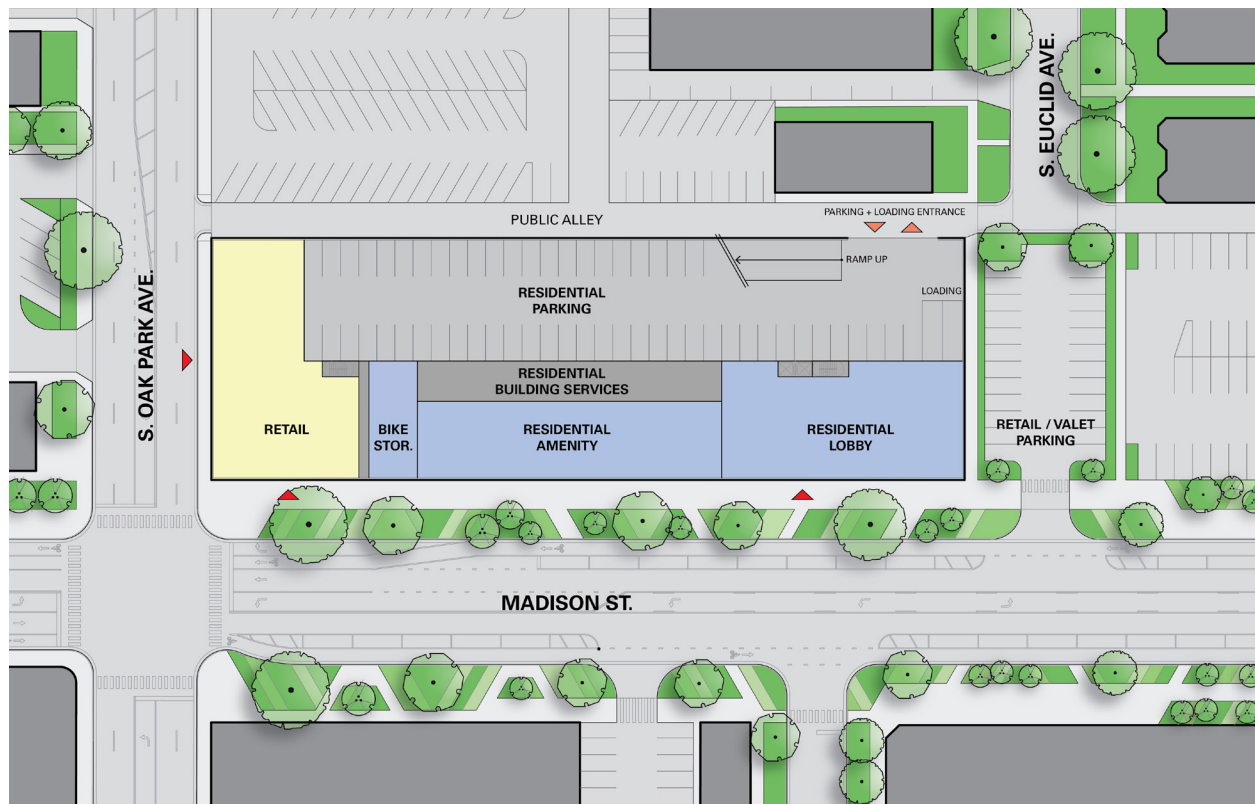 S. EUCLID AVE.
PUBLIC ALLEY
PARKING + LOADING ENTRANCE
RAMP UP
LOADING
RESIDENTIAL
PARKING
S. OAK PARK AVE.
RESIDENTIAL
BUILDING SERVICES
RETAIL
BIKE
STOR.
RESIDENTIAL
AMENITY
RESIDENTIAL
LOBBY
RETAIL / VALET
PARKING
MADISON ST.